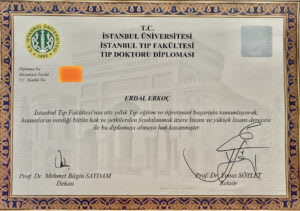 T.C.
İSTANBUL ÜNİVERSİTESİ
İSTANBUL TIP FAKÜLTESİ
TIP DOKTORU DİPLOMASI
Diploma No
Mezuniyet Tarihi
T.C. Kimlik No
ERDAL ERKOÇ
İstanbul Tıp Fakültesi'nin altı yıllık Tıp eğitim ve öğretimini başarıyla tamamlayarak,
kanunların verdiği bütün hak ve yetkilerden faydalanmak üzere lisans ve yüksek lisans derecesi
ile bu diplomayı almaya hak kazanmıştır.
Prof. Dr. Mehmet Bilgin SAYDAM
Prof. Dr. Yunus SÖYLET
Dekan
Rektör